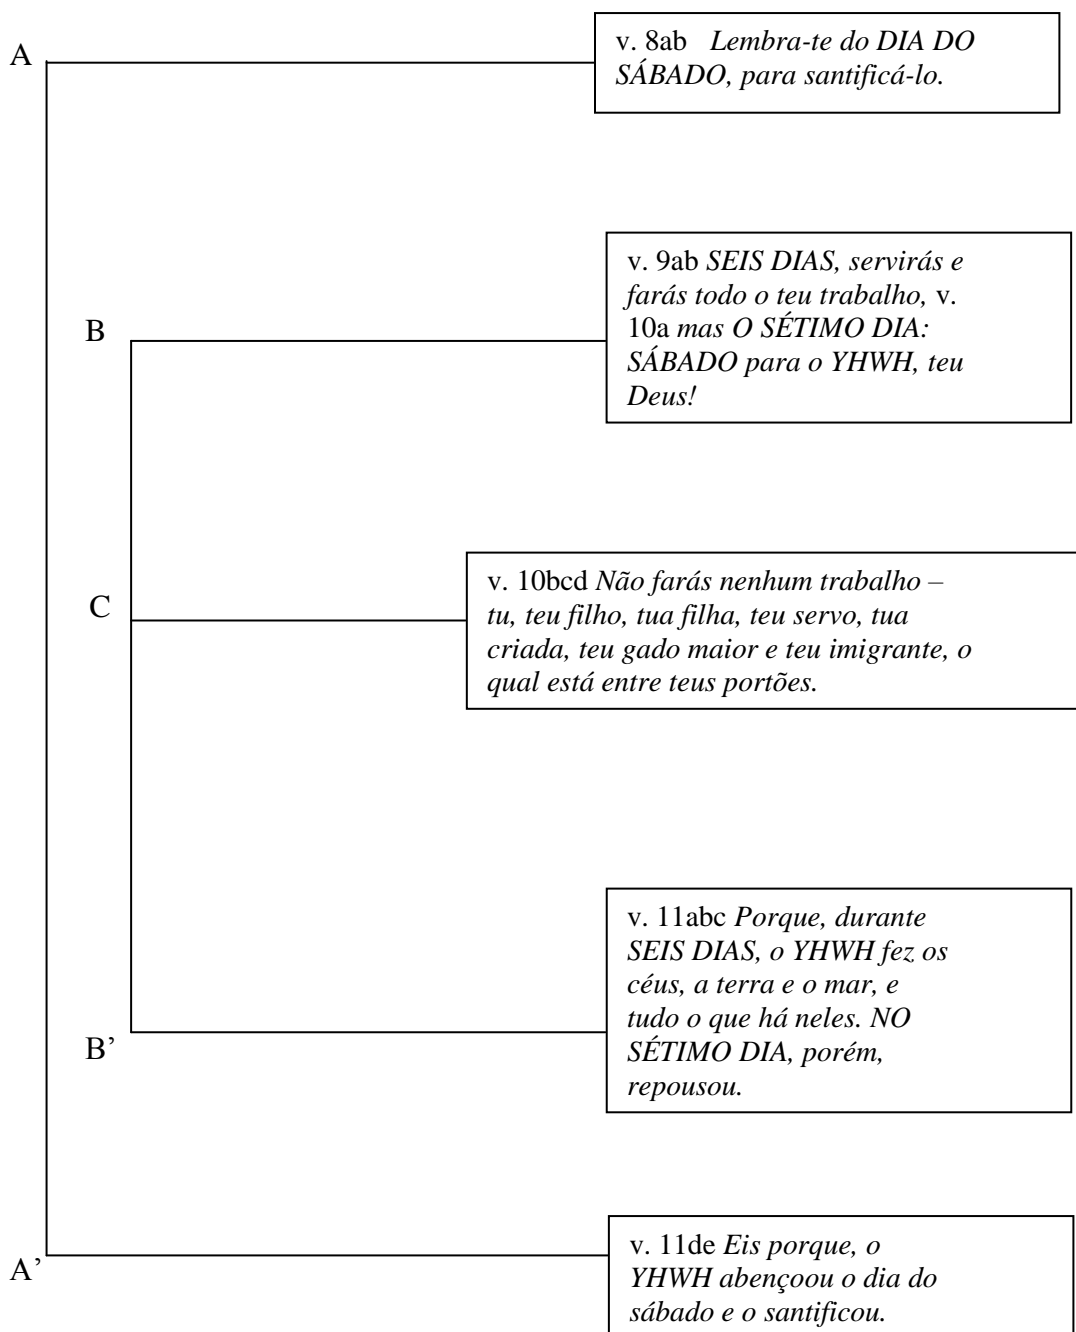 A
v. 8ab Lembra-te do DIA DO
SÁBADO, para santificá-lo.
B
v. 9ab SEIS DIAS, servirás e
farás todo o teu trabalho, v.
10a mas O SÉTIMO DIA:
SÁBADO para o YHWH, teu
Deus!
C
v. 10bcd Não farás nenhum trabalho –
tu, teu filho, tua filha, teu servo, tua
criada, teu gado maior e teu imigrante, o
qual está entre teus portões.
B’
v. 11abc Porque, durante
SEIS DIAS, o YHWH fez os
céus, a terra e o mar, e
tudo o que há neles. NO
SÉTIMO DIA, porém,
repousou.
A’
v. 11de Eis porque, o
YHWH abençoou o dia do
sábado e o santificou.